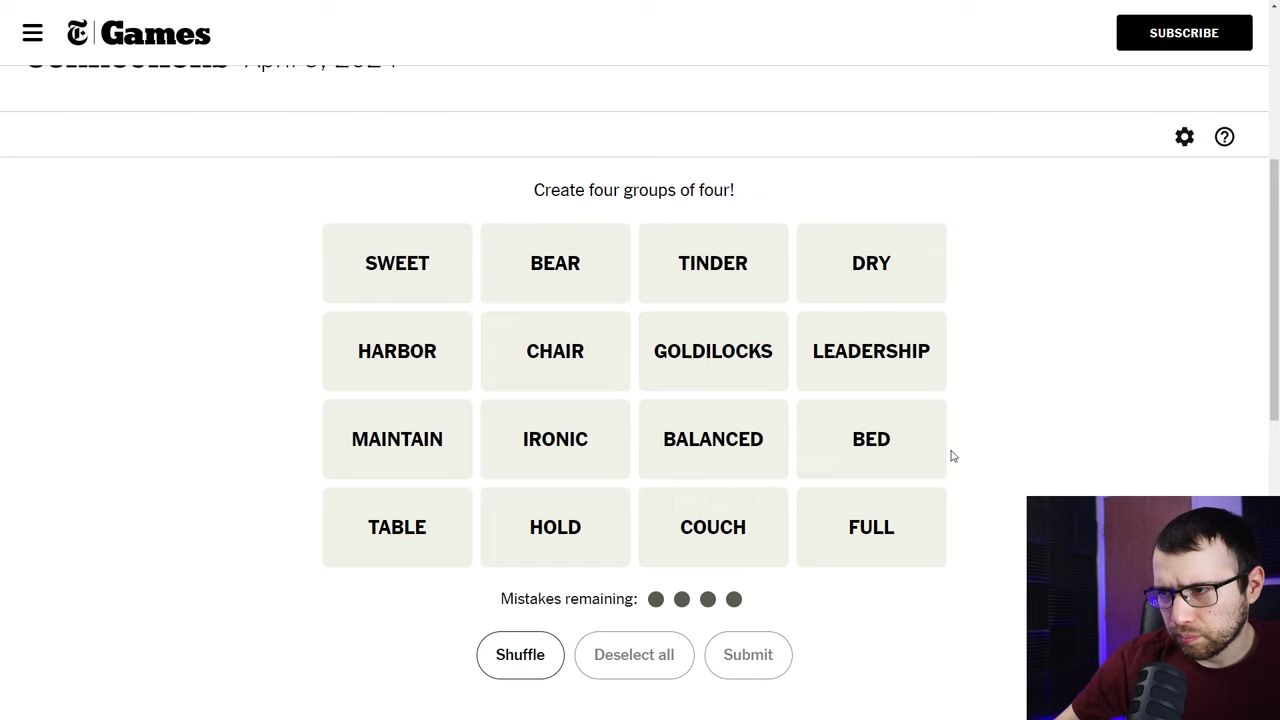 Games
SUBSCRIBE
Create four groups of four!
SWEET BEAR TINDER DRY
HARBOR CHAIR GOLDILOCKS LEADERSHIP
MAINTAIN IRONIC BALANCED BED
TABLE HOLD COUCH FULL
Mistakes remaining:
Shuffle Deselect all Submit